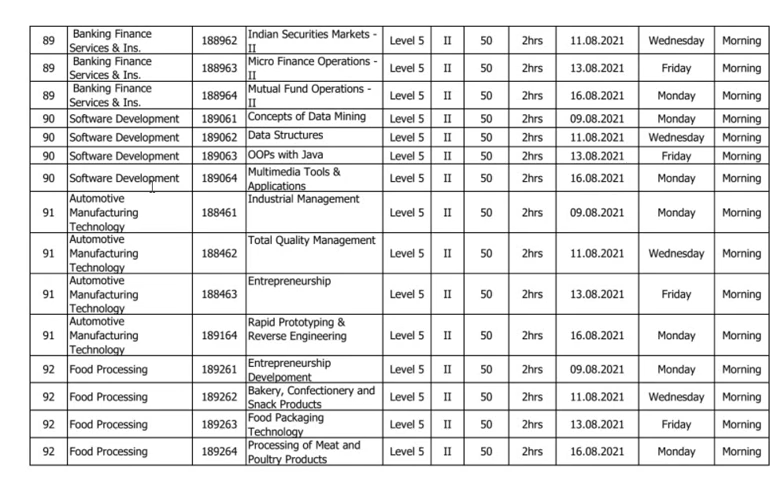 89 Banking Finance Services & Ins. 188962 Indian Securities Markets - II Level 5 II 50 2hrs 11.08.2021 Wednesday Morning
89 Banking Finance Services & Ins. 188963 Micro Finance Operations - II Level 5 II 50 2hrs 13.08.2021 Friday Morning
89 Banking Finance Services & Ins. 188964 Mutual Fund Operations - II Level 5 II 50 2hrs 16.08.2021 Monday Morning
90 Software Development 189061 Concepts of Data Mining Level 5 II 50 2hrs 09.08.2021 Monday Morning
90 Software Development 189062 Data Structures Level 5 II 50 2hrs 11.08.2021 Wednesday Morning
90 Software Development 189063 OOPs with Java Level 5 II 50 2hrs 13.08.2021 Friday Morning
90 Software Development 189064 Multimedia Tools & Applications Level 5 II 50 2hrs 16.08.2021 Monday Morning
91 Automotive Manufacturing Technology 188461 Industrial Management Level 5 II 50 2hrs 09.08.2021 Monday Morning
91 Automotive Manufacturing Technology 188462 Total Quality Management Level 5 II 50 2hrs 11.08.2021 Wednesday Morning
91 Automotive Manufacturing Technology 188463 Entrepreneurship Level 5 II 50 2hrs 13.08.2021 Friday Morning
91 Automotive Manufacturing Technology 189164 Rapid Prototyping & Reverse Engineering Level 5 II 50 2hrs 16.08.2021 Monday Morning
92 Food Processing 189261 Entrepreneurship Develpoment Level 5 II 50 2hrs 09.08.2021 Monday Morning
92 Food Processing 189262 Bakery, Confectionery and Snack Products Level 5 II 50 2hrs 11.08.2021 Wednesday Morning
92 Food Processing 189263 Food Packaging Technology Level 5 II 50 2hrs 13.08.2021 Friday Morning
92 Food Processing 189264 Processing of Meat and Poultry Products Level 5 II 50 2hrs 16.08.2021 Monday Morning